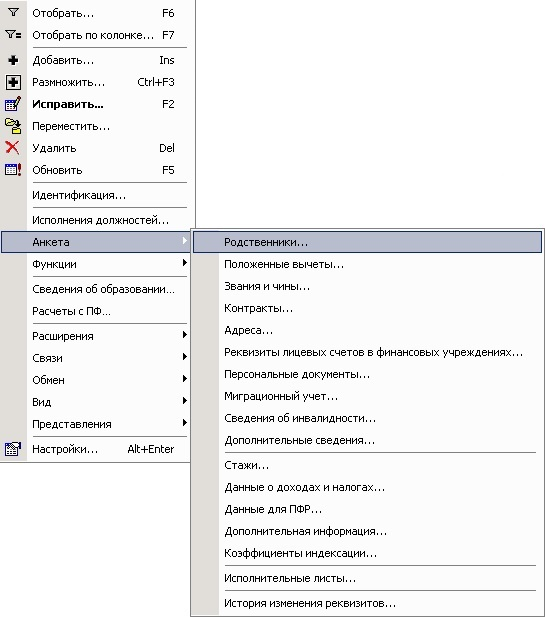 Отобрать... F6
Отобрать по колонке... F7
Добавить... Ins
Размножить... Ctrl+F3
Исправить... F2
Переместить...
Удалить Del
Обновить F5
Идентификация...
Исполнения должностей...
Анкета
Функции
Сведения об образовании...
Расчеты с ПФ...
Расширения
Связи
Обмен
Вид
Представления
Настройки... Alt+Enter
Родственники...
Положенные вычеты...
Звания и чины...
Контракты...
Адреса...
Реквизиты лицевых счетов в финансовых учреждениях...
Персональные документы...
Миграционный учет...
Сведения об инвалидности...
Дополнительные сведения...
Стажи...
Данные о доходах и налогах...
Данные для ПФР...
Дополнительная информация...
Коэффициенты индексации...
Исполнительные листы...
История изменения реквизитов...